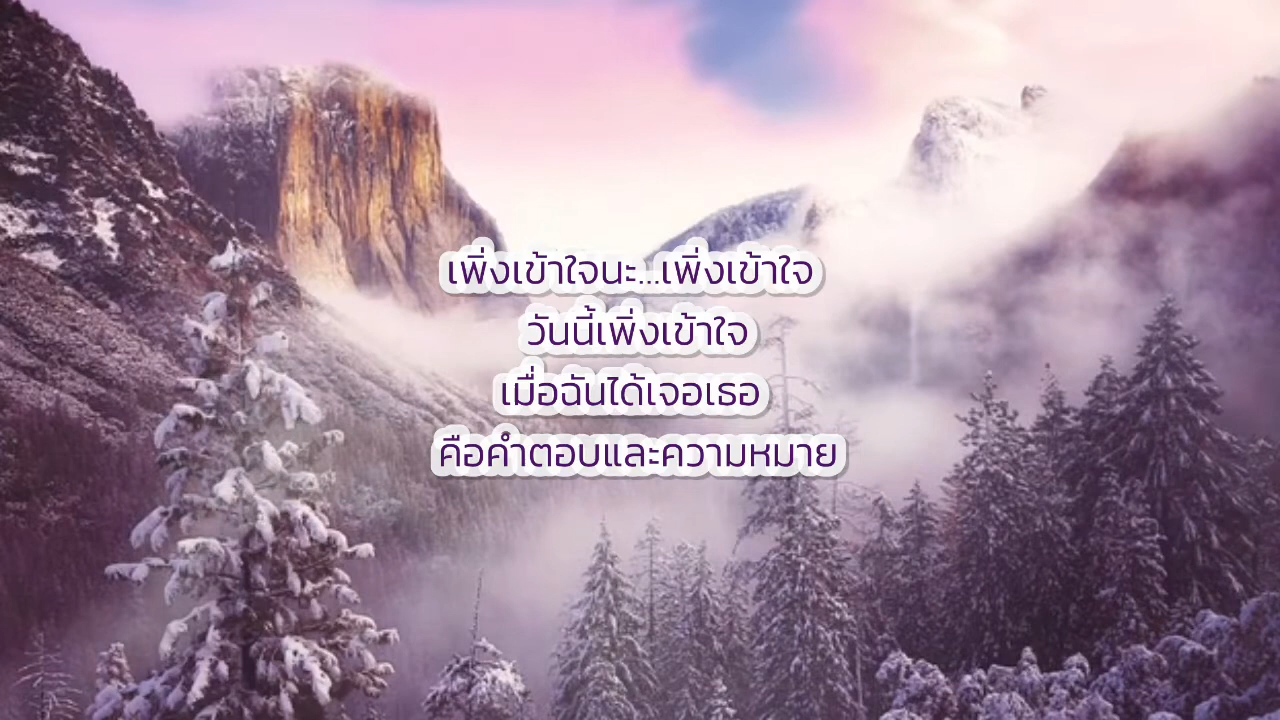 เพิ่งเข้าใจนะ...เพิ่งเข้าใจ
วันนี้เพิ่งเข้าใจ
เมื่อฉันได้เจอเธอ
คือคำตอบและความหมาย